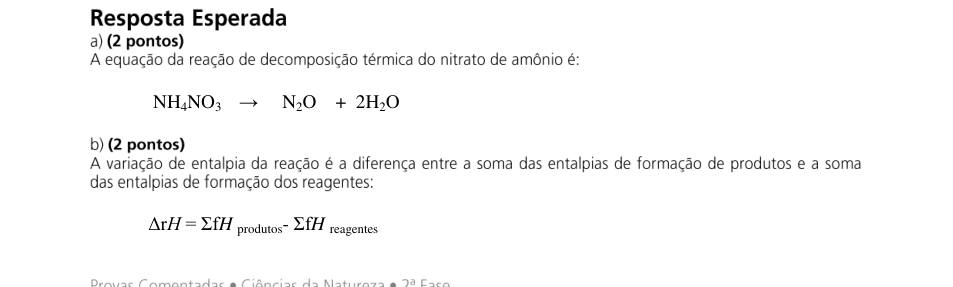 Resposta Esperada
a) (2 pontos)
A equação da reação de decomposição térmica do nitrato de amônio é:
NH₄NO₃ → N₂O + 2H₂O
b) (2 pontos)
A variação de entalpia da reação é a diferença entre a soma das entalpias de formação de produtos e a soma
das entalpias de formação dos reagentes:
ΔrH = ΣfH produtos- ΣfH reagentes
Provas Comentadas • Ciências da Natureza • 2ª Fase